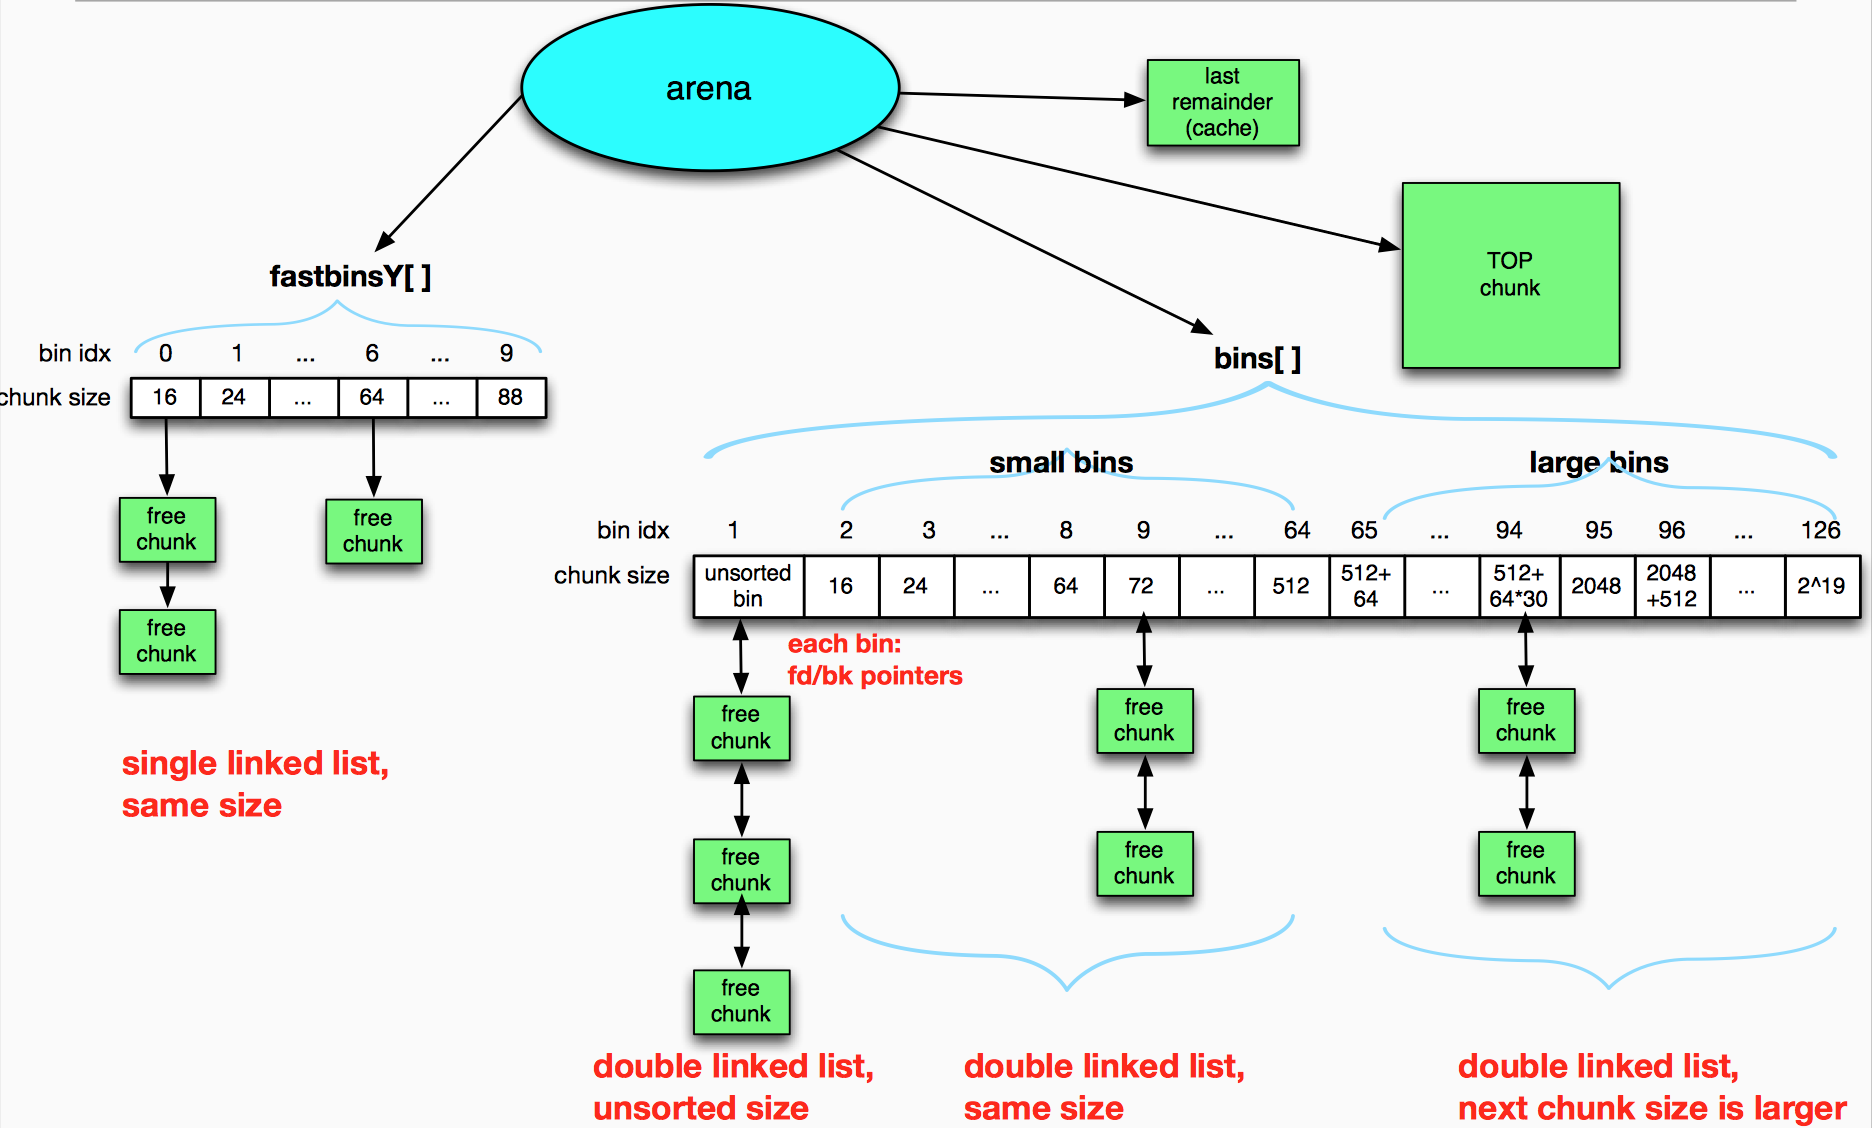 arena
last
remainder
(cache)
TOP
chunk
fastbinsY[ ]
bin idx 0 1 ... 6 ... 9
chunk size 16 24 ... 64 ... 88
free
chunk
free
chunk
free
chunk
single linked list,
same size
bins[ ]
small bins large bins
bin idx 1 2 3 ... 8 9 ... 64 65 ... 94 95 96 ... 126
chunk size unsorted
bin 16 24 ... 64 72 ... 512 512+
64 ... 512+
64*30 2048 2048
+512 ... 2^19
each bin:
fd/bk pointers
free
chunk
free
chunk
free
chunk
double linked list,
unsorted size
free
chunk
free
chunk
double linked list,
same size
free
chunk
free
chunk
double linked list,
next chunk size is larger